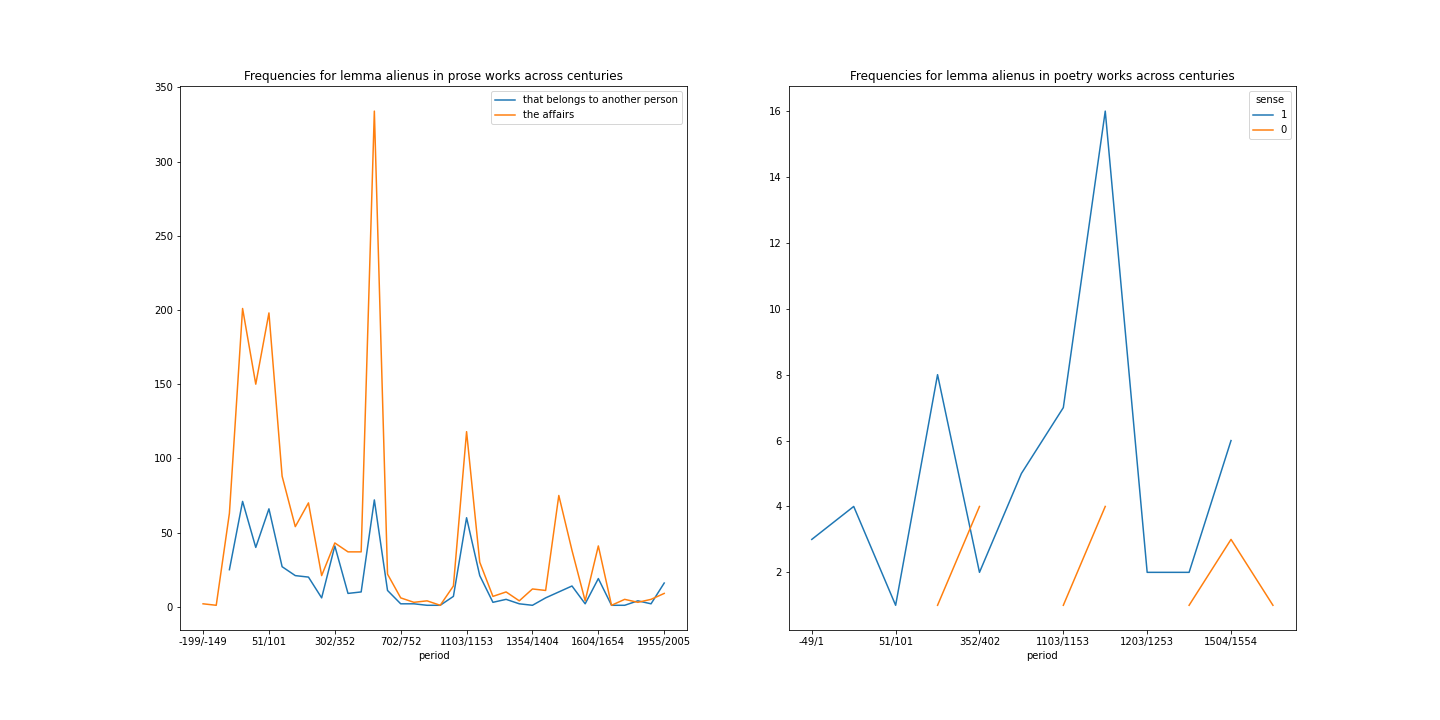 Frequencies for lemma alienus in prose works across centuries
350
300
250
200
150
100
50
0
that belongs to another person
the affairs
-199/-149 51/101 302/352 702/752 1103/1153 1354/1404 1604/1654 1955/2005
period
Frequencies for lemma alienus in poetry works across centuries
16
14
12
10
8
6
4
2
sense
1
0
-49/1 51/101 352/402 1103/1153 1203/1253 1504/1554
period